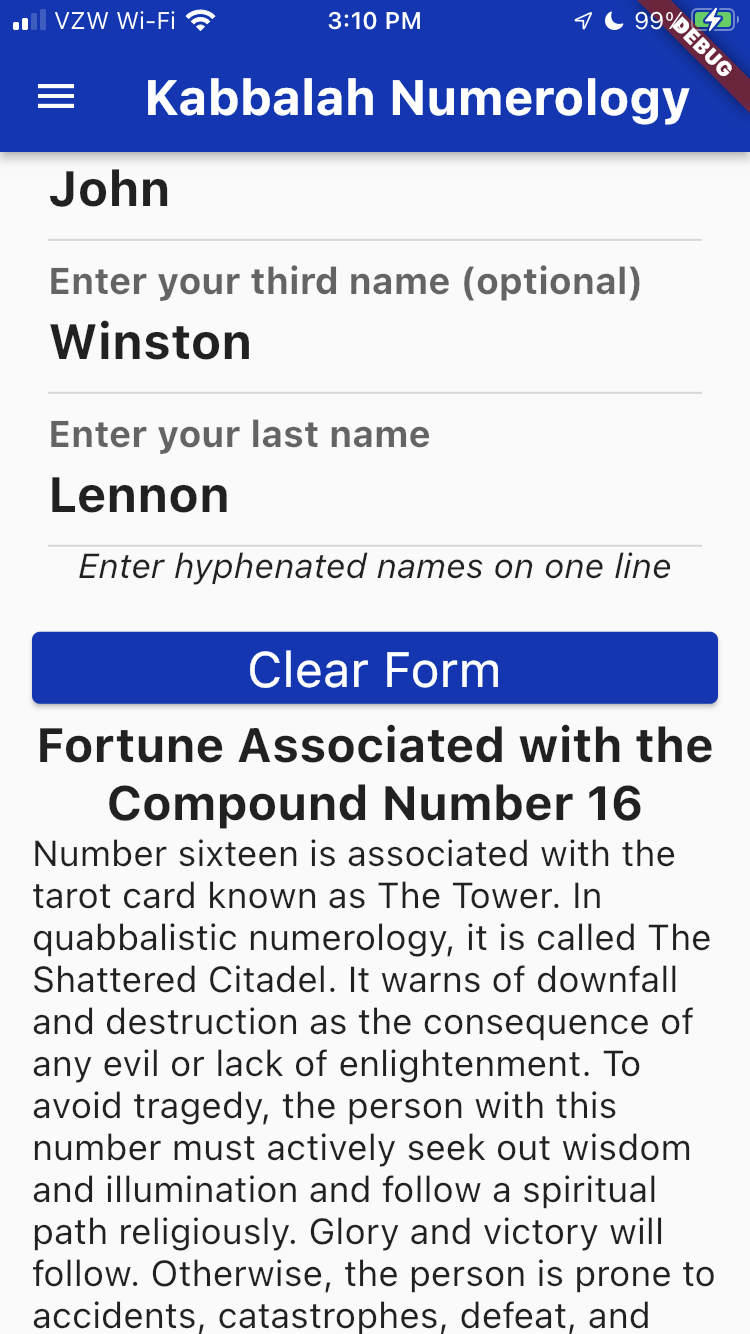 VZW Wi-Fi 3:10 PM 99%
DEBUG
Kabbalah Numerology
John
Enter your third name (optional)
Winston
Enter your last name
Lennon
Enter hyphenated names on one line
Clear Form
Fortune Associated with the
Compound Number 16
Number sixteen is associated with the
tarot card known as The Tower. In
quabbalistic numerology, it is called The
Shattered Citadel. It warns of downfall
and destruction as the consequence of
any evil or lack of enlightenment. To
avoid tragedy, the person with this
number must actively seek out wisdom
and illumination and follow a spiritual
path religiously. Glory and victory will
follow. Otherwise, the person is prone to
accidents, catastrophes, defeat, and